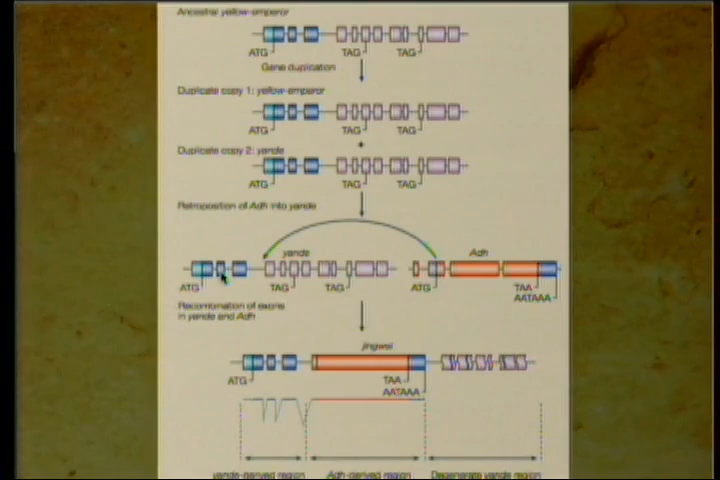 Ancestral yellow-emperor
ATG TAG TAG
Gene duplication
Duplicate copy 1: yellow-emperor
ATG TAG TAG
+
Duplicate copy 2: yande
ATG TAG TAG
Retroposition of Adh into yande
yande Adh
ATG TAG TAG ATG TAA
AATAAA
Recombination of exons
in yande and Adh
jingwei
ATG TAA
AATAAA
yande-derived region Adh-derived region Degenerate yande region